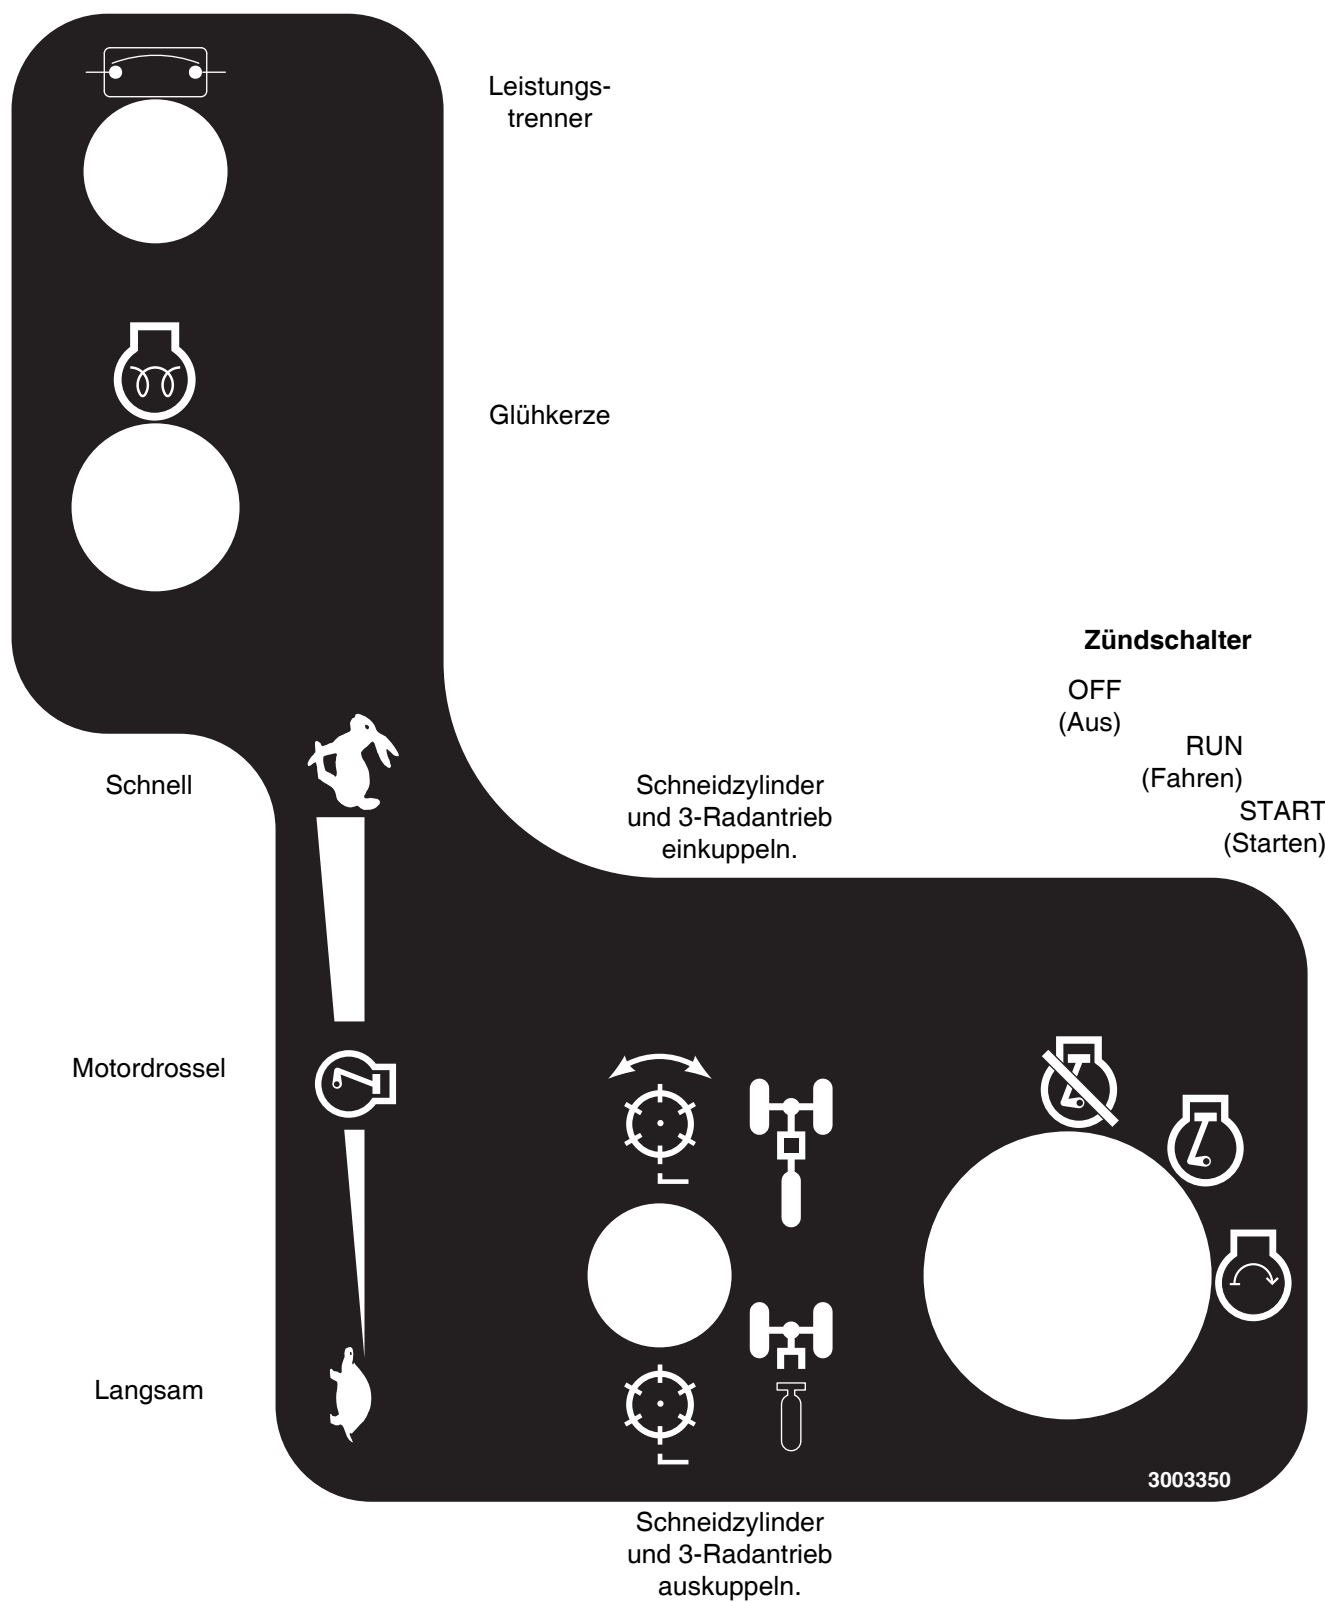 Leistungs-
trenner
Glühkerze
Zündschalter
OFF
(Aus)
RUN
(Fahren)
START
(Starten)
Schnell
Schneidzylinder
und 3-Radantrieb
einkuppeln.
Motordrossel
Langsam
3003350
Schneidzylinder
und 3-Radantrieb
auskuppeln.